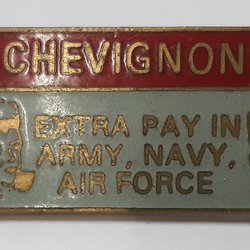 CHEVIGNON
EXTRA PAY IN
ARMY, NAVY,
AIR FORCE